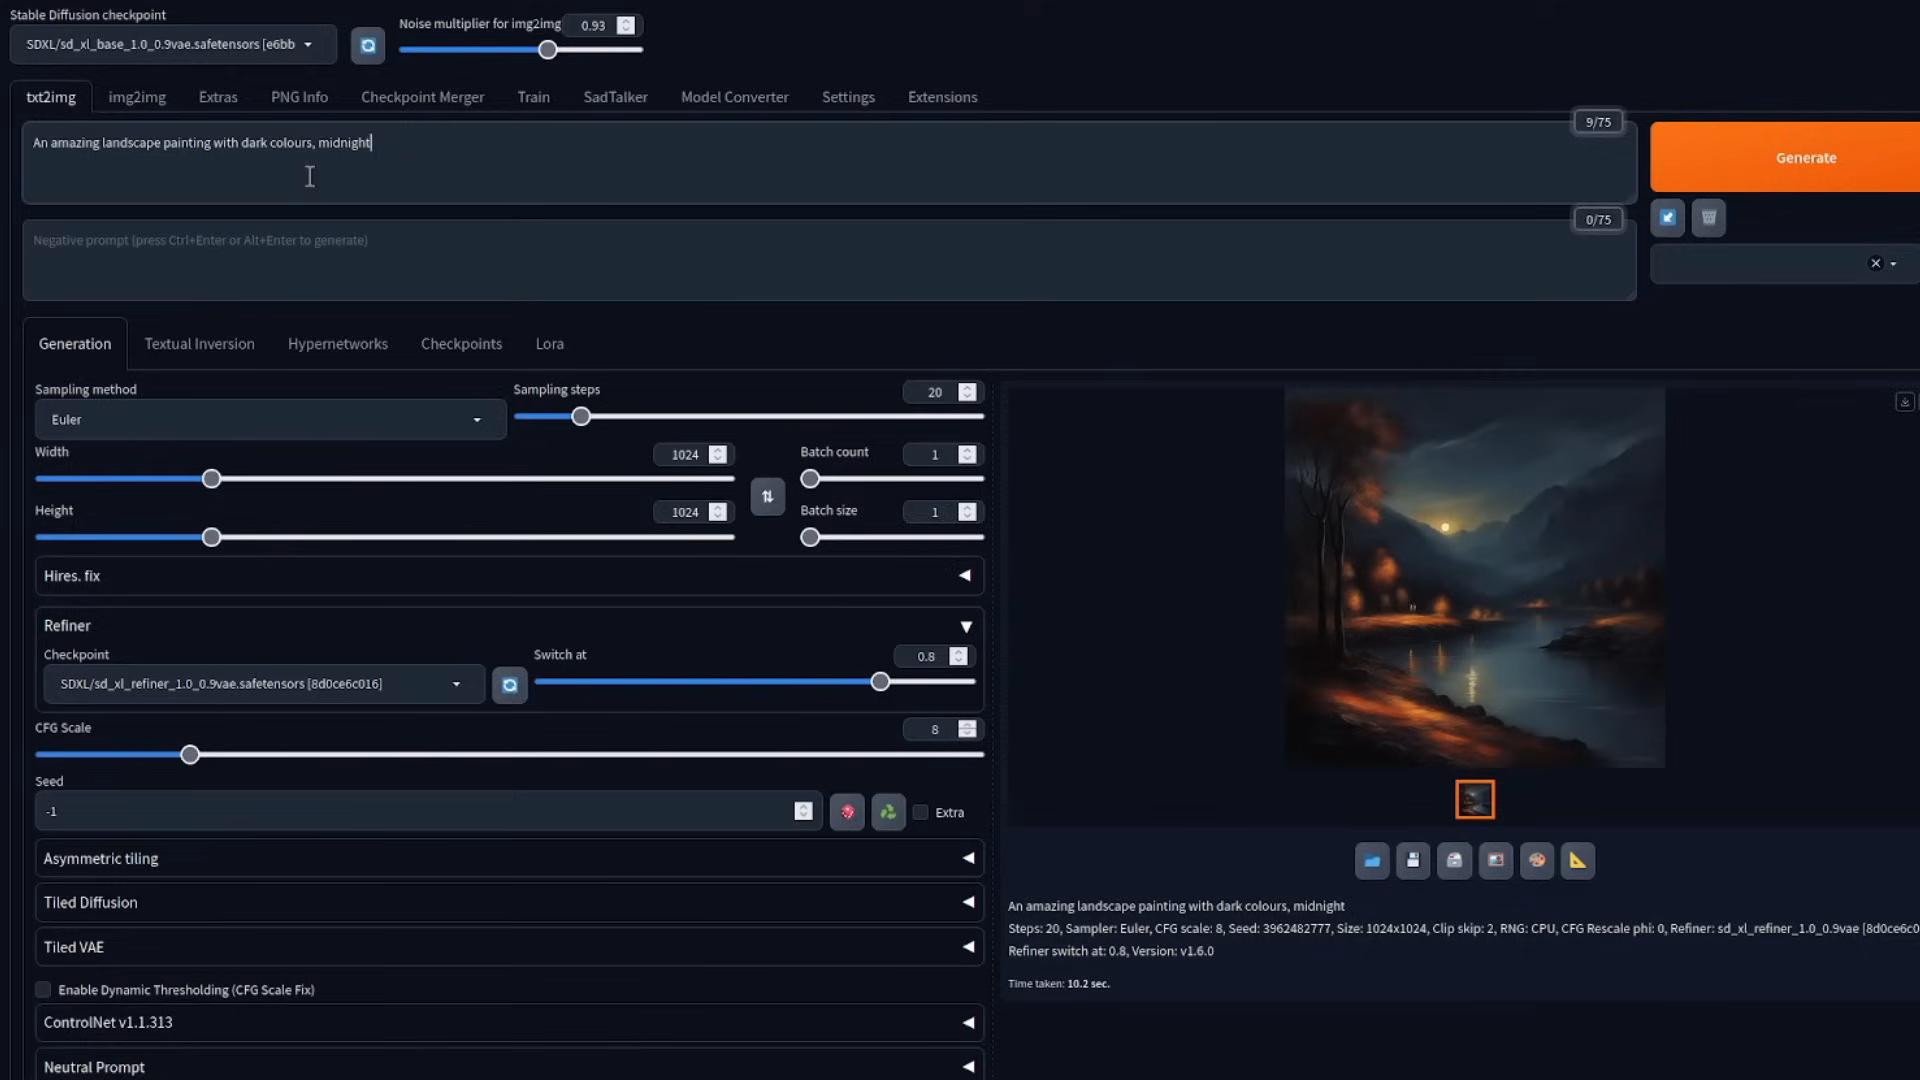 Stable Diffusion checkpoint
SDXL/sd_xl_base_1.0_0.9vae.safetensors [e6bb
Noise multiplier for img2img 0.93
txt2img img2img Extras PNG Info Checkpoint Merger Train SadTalker Model Converter Settings Extensions
9/75
An amazing landscape painting with dark colours, midnight
Generate
0/75
Negative prompt (press Ctrl+Enter or Alt+Enter to generate)
Generation Textual Inversion Hypernetworks Checkpoints Lora
Sampling method
Euler
Sampling steps 20
Width 1024
Batch count 1
Height 1024
Batch size 1
Hires. fix
Refiner
Checkpoint
SDXL/sd_xl_refiner_1.0_0.9vae.safetensors [8d0ce6c016]
Switch at 0.8
CFG Scale 8
Seed
-1
Extra
Asymmetric tiling
Tiled Diffusion
Tiled VAE
Enable Dynamic Thresholding (CFG Scale Fix)
ControlNet v1.1.313
Neutral Prompt
An amazing landscape painting with dark colours, midnight
Steps: 20, Sampler: Euler, CFG scale: 8, Seed: 3962482777, Size: 1024x1024, Clip skip: 2, RNG: CPU, CFG Rescale phi: 0, Refiner: sd_xl_refiner_1.0_0.9vae [8d0ce6c0
Refiner switch at: 0.8, Version: v1.6.0
Time taken: 10.2 sec.